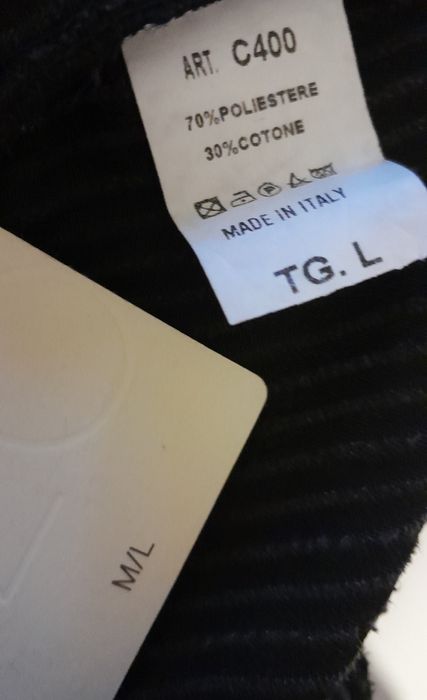 ART. C400
70%POLIESTERE
30%COTONE
MADE IN ITALY
TG. L
M/L